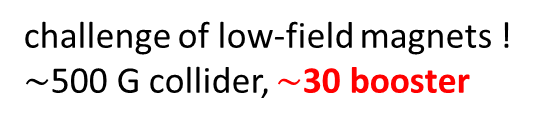 challenge of low-field magnets !
~500 G collider, ~30 booster